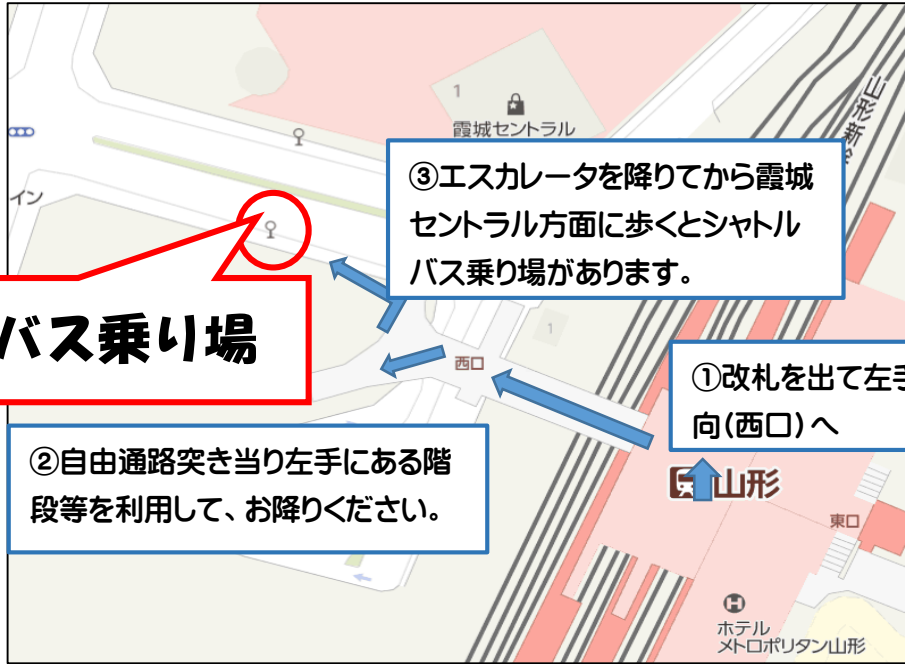 1
霞城セントラル
山形新
イン
③エスカレータを降りてから霞城
セントラル方面に歩くとシャトル
バス乗り場があります。
バス乗り場
1
西口
①改札を出て左手
向(西口)へ
②自由通路突き当り左手にある階
段等を利用して、お降りください。
山形
東口
H
ホテル
メトロポリタン山形